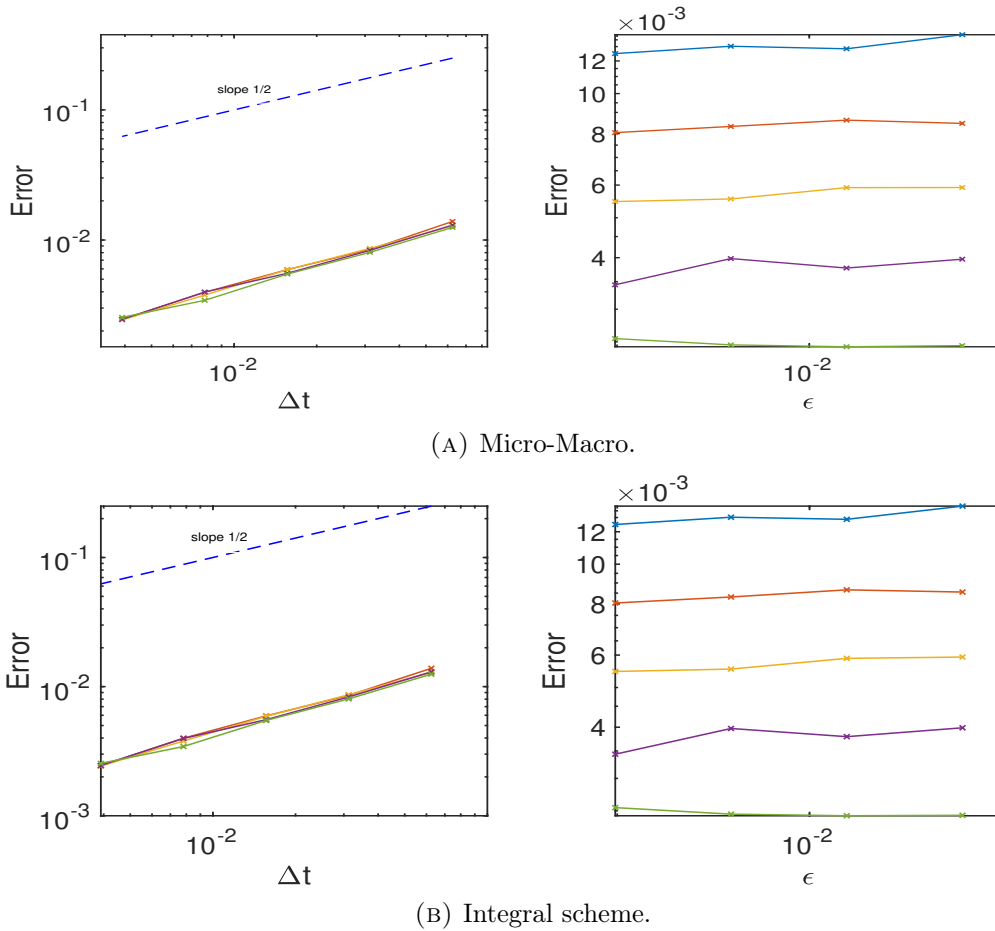 ×10⁻³
slope 1/2
10⁻¹
10⁻²
Error
10⁻²
Δt
12
10
8
6
4
Error
10⁻²
ϵ
(A) Micro-Macro.
×10⁻³
slope 1/2
10⁻¹
10⁻²
10⁻³
Error
10⁻²
Δt
12
10
8
6
4
Error
10⁻²
ϵ
(B) Integral scheme.